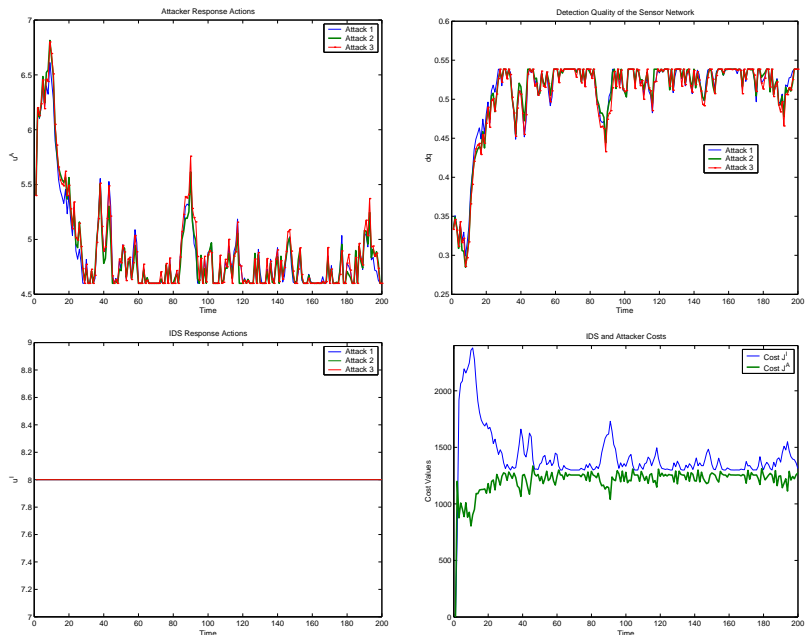 Attacker Response Actions
7
6.5
6
5.5
5
4.5
u^A
0 20 40 60 80 100 120 140 160 180 200
Time
Attack 1
Attack 2
Attack 3
Detection Quality of the Sensor Network
0.6
0.55
0.5
0.45
0.4
0.35
0.3
0.25
dq
0 20 40 60 80 100 120 140 160 180 200
Time
Attack 1
Attack 2
Attack 3
IDS Response Actions
9
8.8
8.6
8.4
8.2
8
7.8
7.6
7.4
7.2
7
u^I
0 20 40 60 80 100 120 140 160 180 200
Time
Attack 1
Attack 2
Attack 3
IDS and Attacker Costs
2000
1500
1000
500
0
Cost Values
0 20 40 60 80 100 120 140 160 180 200
Time
Cost J^I
Cost J^A